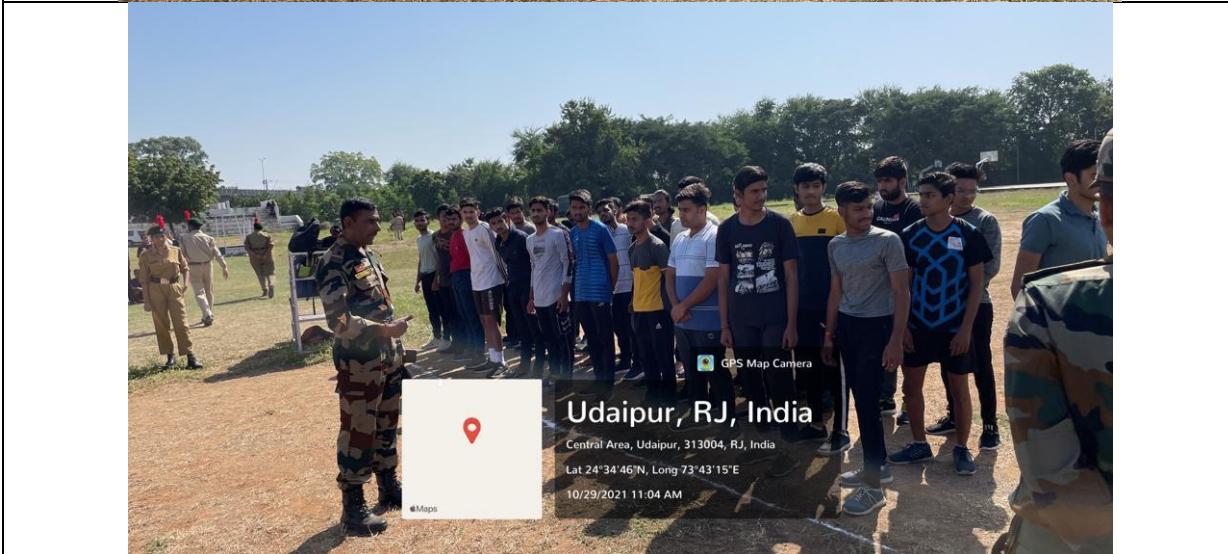 GPS Map Camera
Udaipur, RJ, India
Central Area, Udaipur, 313004, RJ, India
Lat 24°34'46"N, Long 73°43'15"E
10/29/2021 11:04 AM
Maps